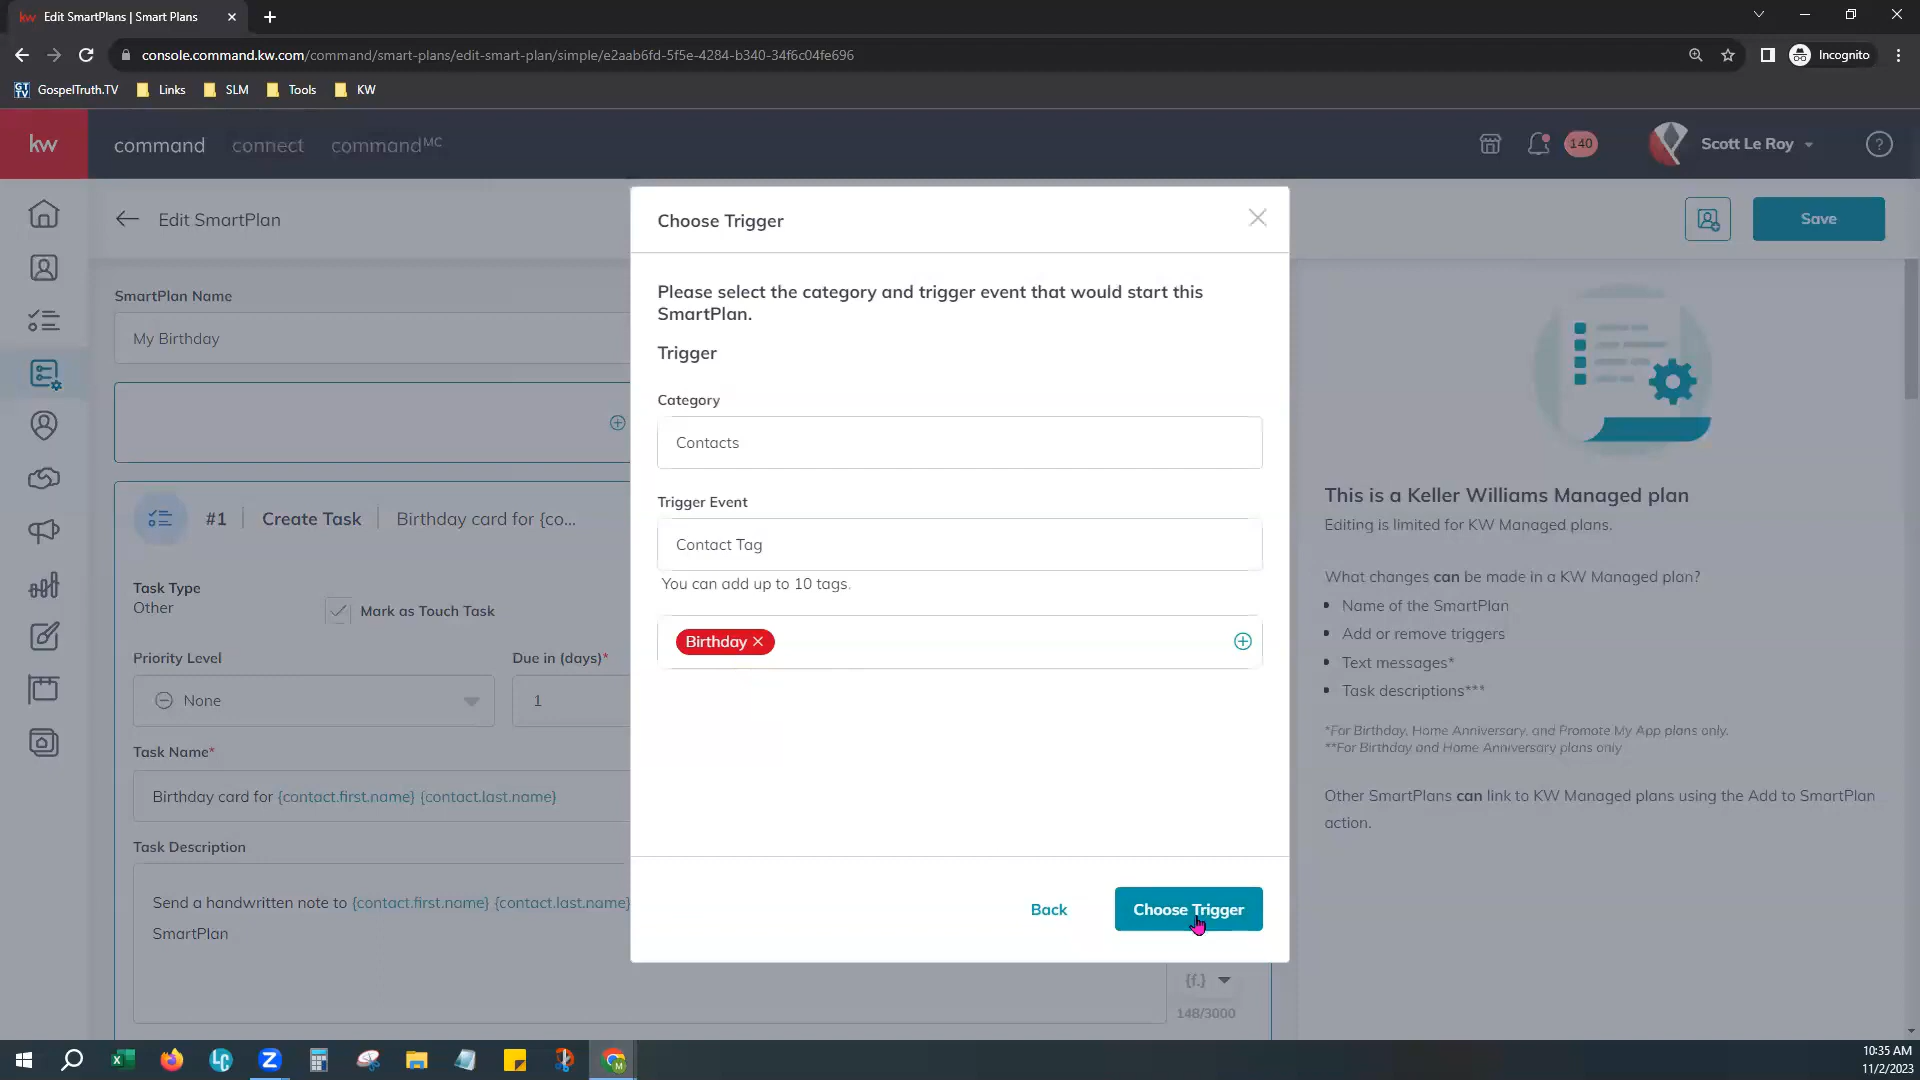 kw Edit SmartPlans | Smart Plans
console.command.kw.com/command/smart-plans/edit-smart-plan/simple/e2aab6fd-5f5e-4284-b340-34f6c04fe696
Incognito
GT TV GospelTruth.TV Links SLM Tools KW
kw command connect commandMC 140 Scott Le Roy ?
Edit SmartPlan
Save
SmartPlan Name
My Birthday
#1 Create Task Birthday card for {co...
Task Type
Other
Mark as Touch Task
Priority Level Due in (days)*
None 1
Task Name*
Birthday card for {contact.first.name} {contact.last.name}
Task Description
Send a handwritten note to {contact.first.name} {contact.last.name}
SmartPlan
{f.}
148/3000
Choose Trigger
Please select the category and trigger event that would start this
SmartPlan.
Trigger
Category
Contacts
Trigger Event
Contact Tag
You can add up to 10 tags.
Birthday
Back Choose Trigger
This is a Keller Williams Managed plan
Editing is limited for KW Managed plans.
What changes can be made in a KW Managed plan?
Name of the SmartPlan
Add or remove triggers
Text messages*
Task descriptions***
*For Birthday, Home Anniversary, and Promote My App plans only.
**For Birthday and Home Anniversary plans only
Other SmartPlans can link to KW Managed plans using the Add to SmartPlan
action.
10:35 AM
11/2/2023